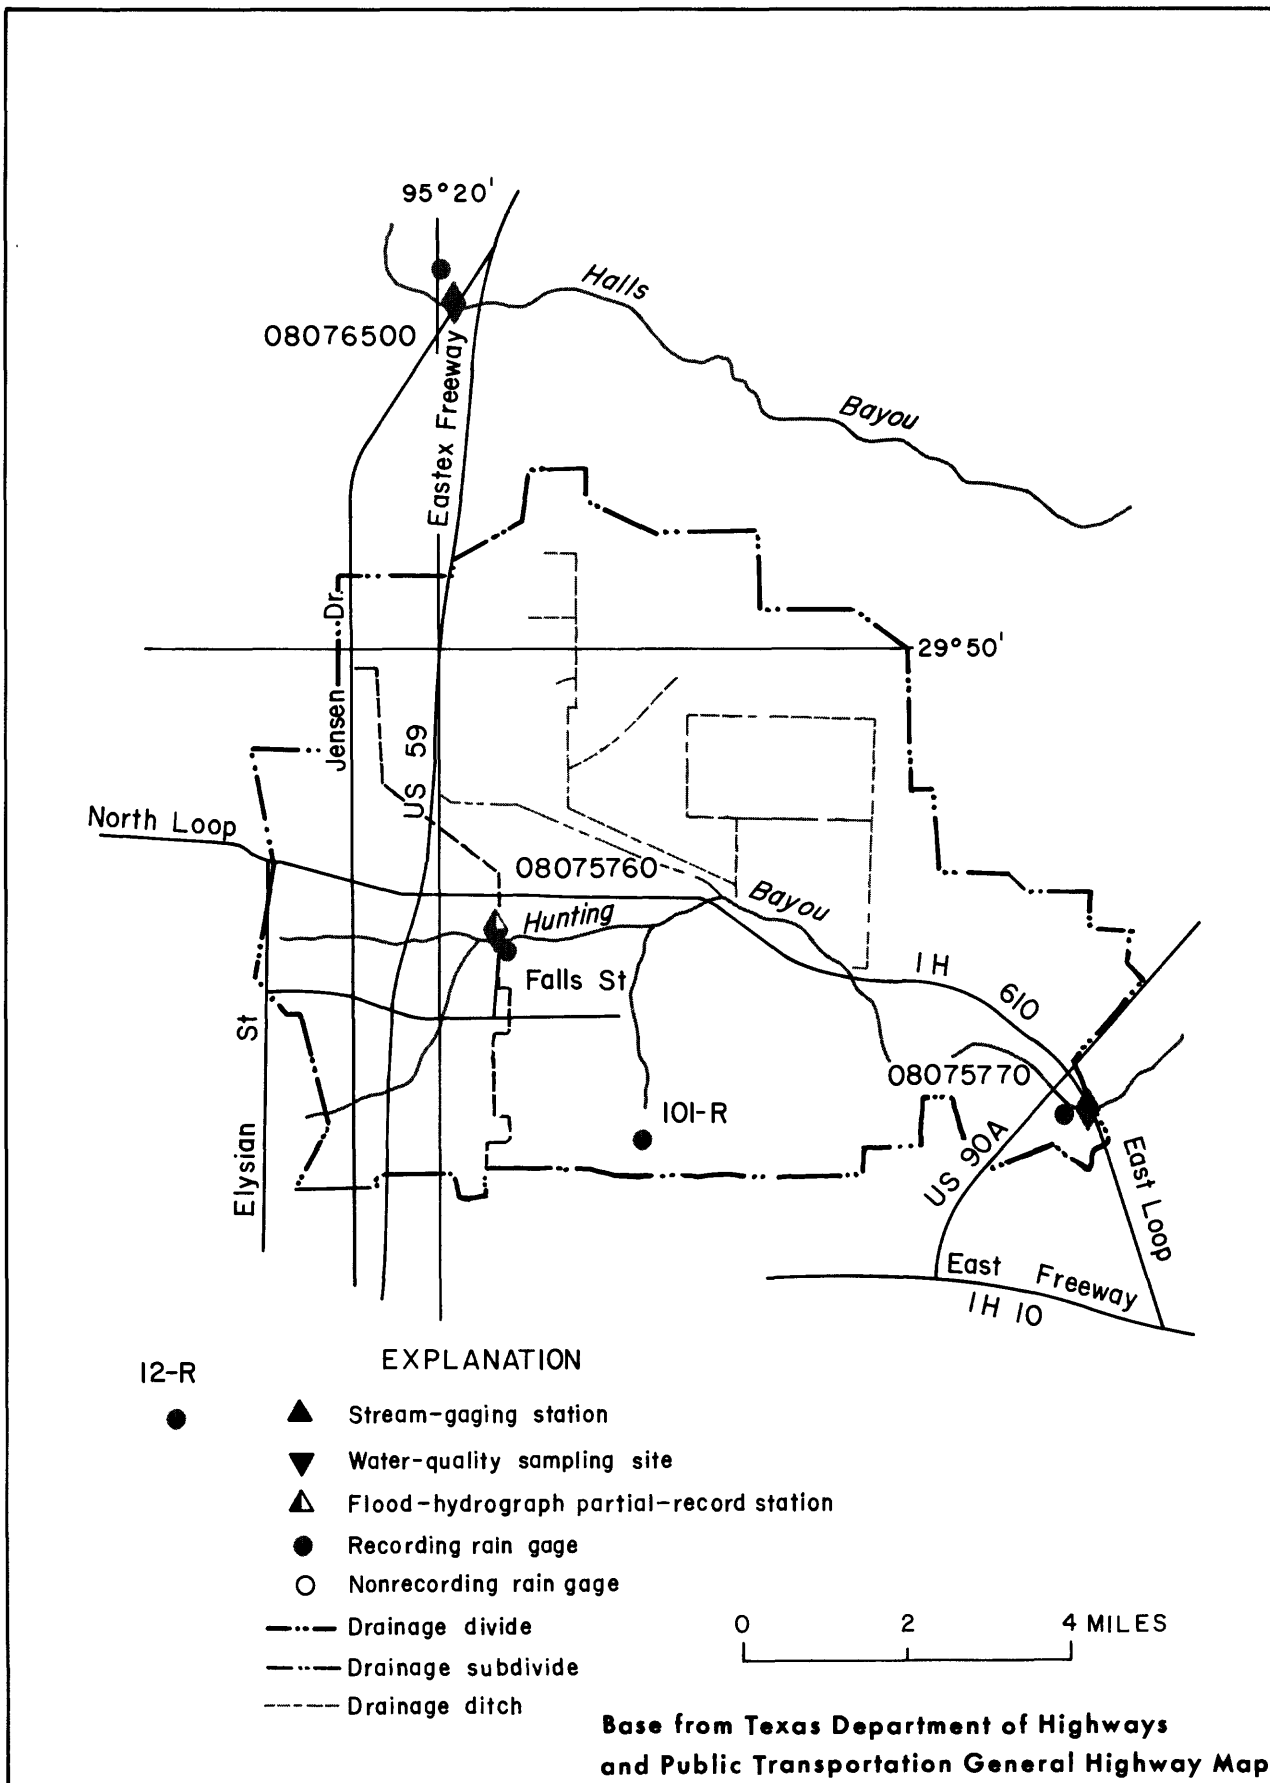 95°20'
Halls
08076500
Eastex Freeway
Bayou
Jensen Dr.
29°50'
US 59
North Loop
08075760
Bayou
Hunting
Falls St
IH
610
Elysian St
08075770
101-R
US 90A
East Loop
East Freeway
IH 10
12-R
EXPLANATION
Stream-gaging station
Water-quality sampling site
Flood-hydrograph partial-record station
Recording rain gage
Nonrecording rain gage
Drainage divide
Drainage subdivide
Drainage ditch
0 2 4 MILES
Base from Texas Department of Highways
and Public Transportation General Highway Map